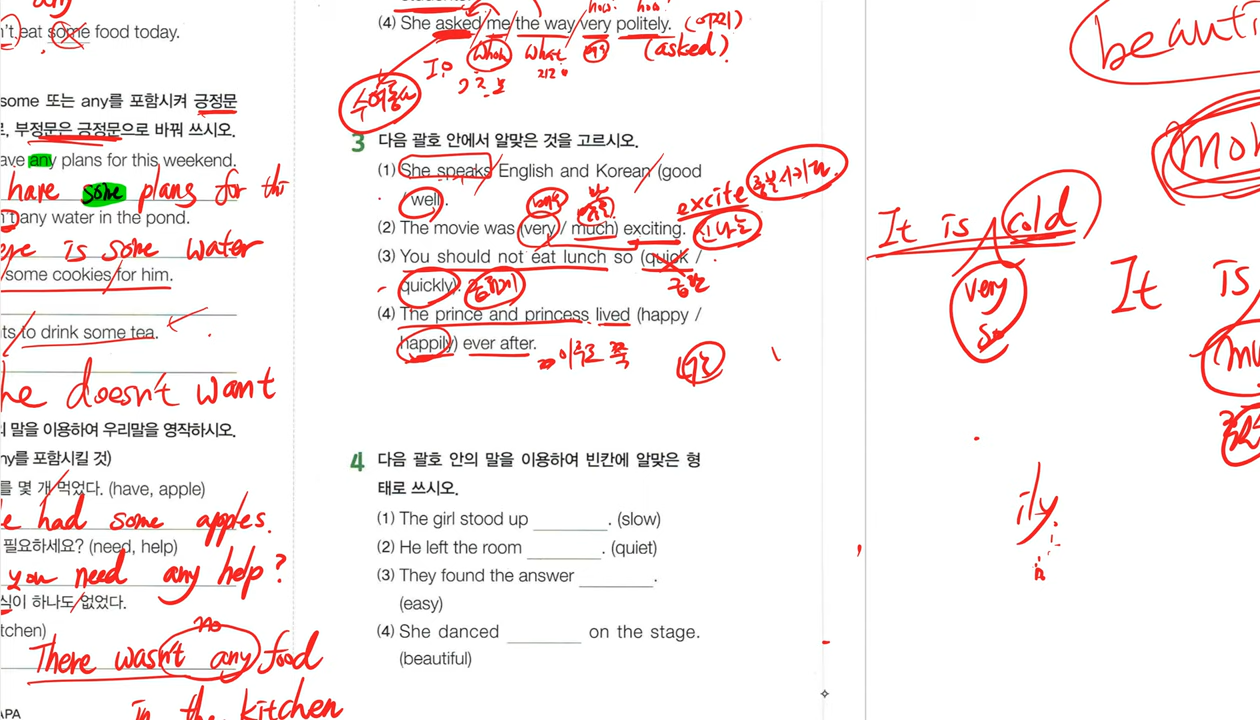 any
n't eat some food today.
some 또는 any를 포함시켜 긍정문
로, 부정문은 긍정문으로 바꿔 쓰시오.
ave any plans for this weekend.
have some plans for thi
n't any water in the pond.
ere is some water
some cookies for him.
nts to drink some tea.
he doesn't want
의 말을 이용하여 우리말을 영작하시오.
ny를 포함시킬 것)
를 몇 개 먹었다. (have, apple)
e had some apples.
필요하세요? (need, help)
you need any help?
식이 하나도 없었다.
tchen)
no
There wasn't any food
in the kitchen
APA
how? how?
(4) She asked me the way very politely.
(asked)
whom what
I.O
수여동사
3 다음 괄호 안에서 알맞은 것을 고르시오.
(1) She speaks English and Korean (good
/ well).
excite 흥분시키다
(2) The movie was (very / much) exciting. 신나는
(3) You should not eat lunch so (quick /
quickly).
(4) The prince and princess lived (happy /
happily) ever after.
이후로 쭉
4 다음 괄호 안의 말을 이용하여 빈칸에 알맞은 형
태로 쓰시오.
(1) The girl stood up ________. (slow)
(2) He left the room ________. (quiet)
(3) They found the answer ________.
(easy)
(4) She danced ________ on the stage.
(beautiful)
beauti
It is cold
very
so
It is
mu
ily